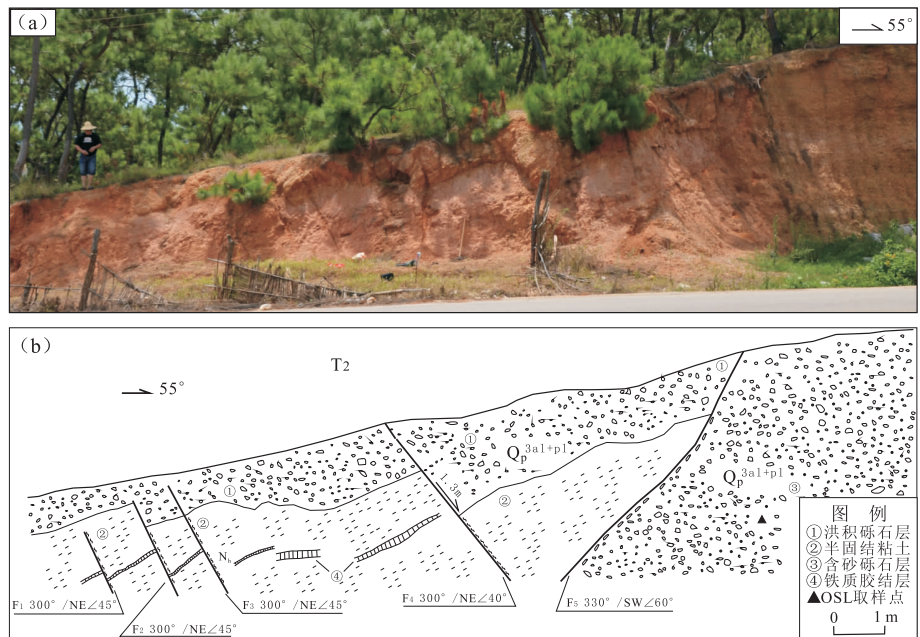 (a)
55°
(b)
T2
55°
①
①
Qp3al+pl
Qp3al+pl
①
3m
③
②
②
②
Nh
④
F1 300° /NE∠45°
F2 300° /NE∠45°
F3 300° /NE∠45°
F4 300° /NE∠40°
F5 330° /SW∠60°
图 例
①洪积砾石层
②半固结粘土
③含砂砾石层
④铁质胶结层
▲OSL取样点
0 1 m